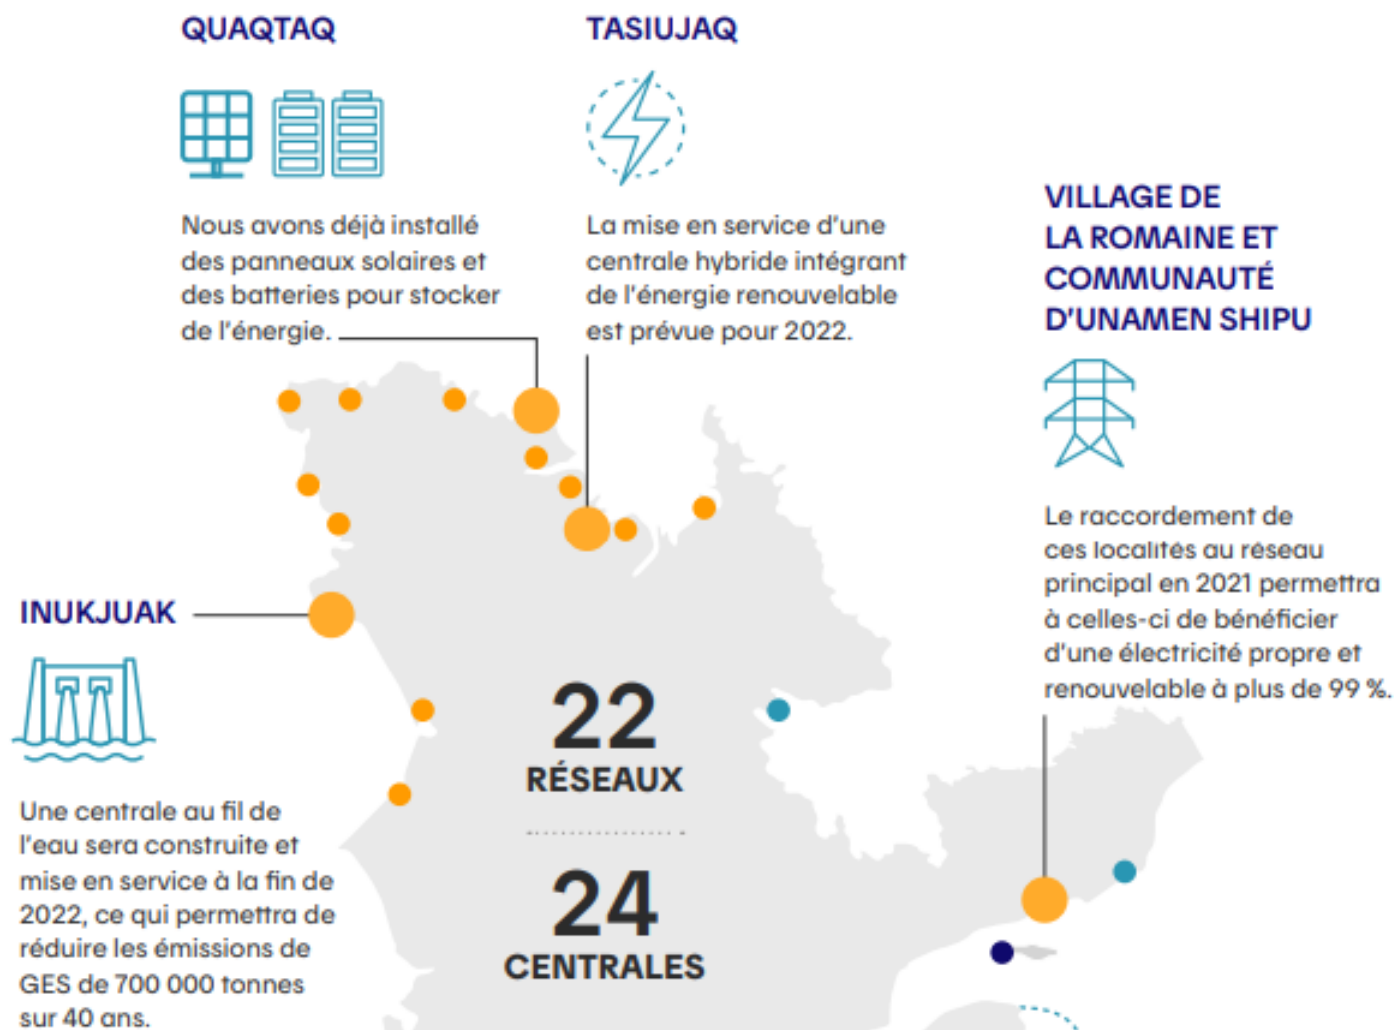 QUAQTAQ
Nous avons déjà installé
des panneaux solaires et
des batteries pour stocker
de l'énergie.
TASIUJAQ
La mise en service d'une
centrale hybride intégrant
de l'énergie renouvelable
est prévue pour 2022.
VILLAGE DE
LA ROMAINE ET
COMMUNAUTÉ
D'UNAMEN SHIPU
Le raccordement de
ces localités au réseau
principal en 2021 permettra
à celles-ci de bénéficier
d'une électricité propre et
renouvelable à plus de 99 %.
INUKJUAK
Une centrale au fil de
l'eau sera construite et
mise en service à la fin de
2022, ce qui permettra de
réduire les émissions de
GES de 700 000 tonnes
sur 40 ans.
22
RÉSEAUX
24
CENTRALES